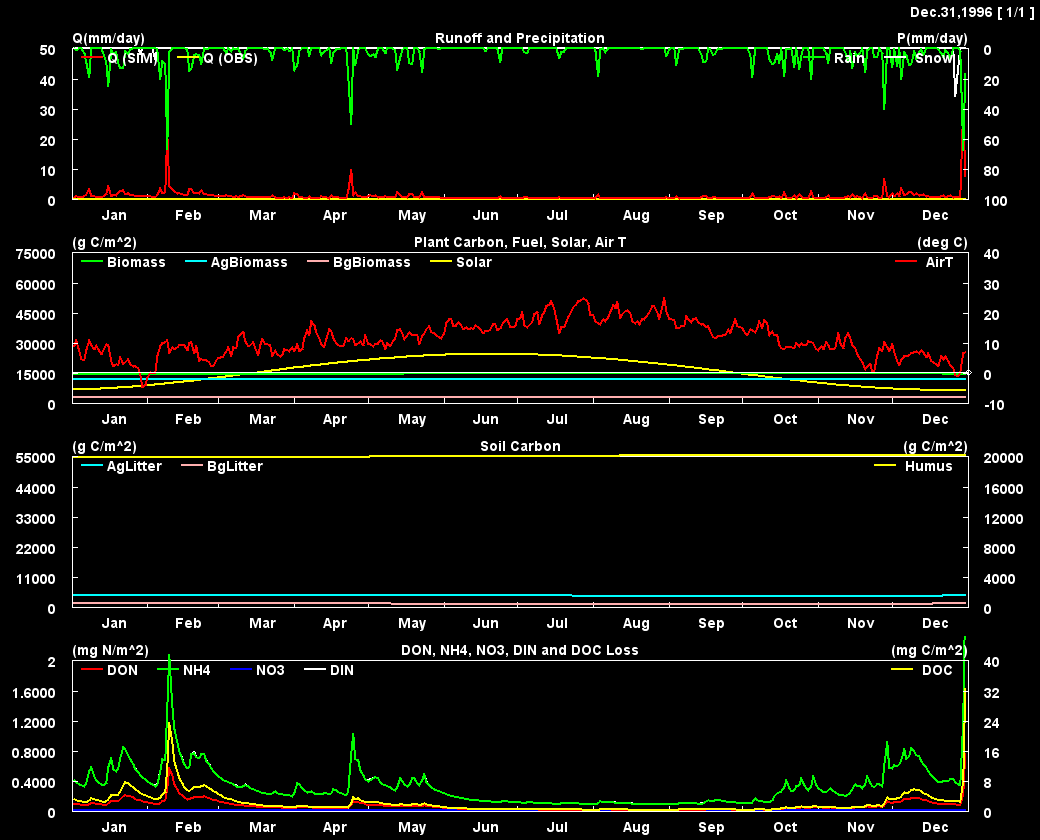 Dec.31,1996 [ 1/1 ]
Q(mm/day) Runoff and Precipitation P(mm/day)
50 Q (SIM) Q (OBS) Rain Snow 0
40 20
30 40
20 60
10 80
0 100
Jan Feb Mar Apr May Jun Jul Aug Sep Oct Nov Dec
(g C/m^2) Plant Carbon, Fuel, Solar, Air T (deg C)
75000 40
Biomass AgBiomass BgBiomass Solar AirT
60000 30
45000 20
30000 10
15000 0
0 -10
Jan Feb Mar Apr May Jun Jul Aug Sep Oct Nov Dec
(g C/m^2) Soil Carbon (g C/m^2)
55000 20000
AgLitter BgLitter Humus
44000 16000
33000 12000
22000 8000
11000 4000
0 0
Jan Feb Mar Apr May Jun Jul Aug Sep Oct Nov Dec
(mg N/m^2) DON, NH4, NO3, DIN and DOC Loss (mg C/m^2)
2 40
DON NH4 NO3 DIN DOC
1.6000 32
1.2000 24
0.8000 16
0.4000 8
0 0
Jan Feb Mar Apr May Jun Jul Aug Sep Oct Nov Dec